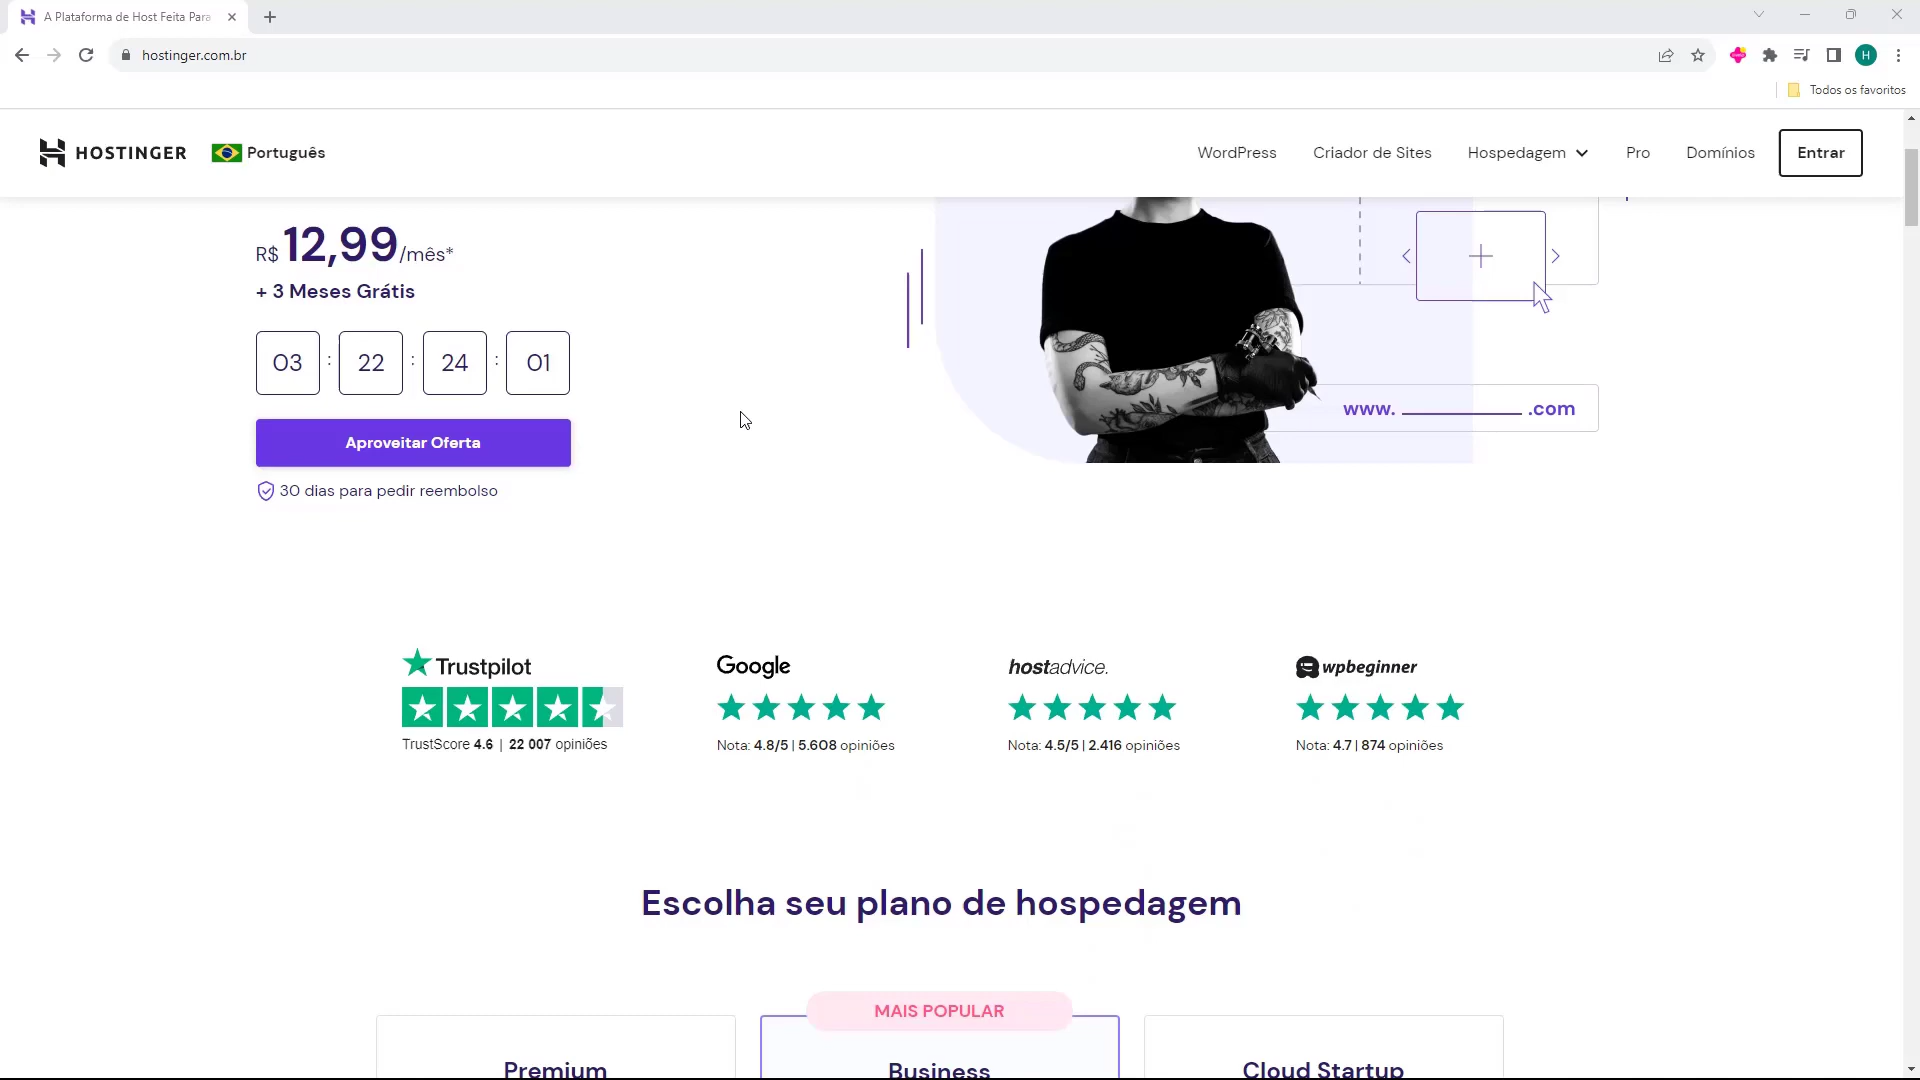 A Plataforma de Host Feita Para
hostinger.com.br
H
Todos os favoritos
HOSTINGER
Português
WordPress
Criador de Sites
Hospedagem
Pro
Domínios
Entrar
R$ 12,99/mês*
+ 3 Meses Grátis
03 : 22 : 24 : 01
Aproveitar Oferta
30 dias para pedir reembolso
www. ________ .com
Trustpilot
TrustScore 4.6 | 22 007 opiniões
Google
Nota: 4.8/5 | 5.608 opiniões
hostadvice.
Nota: 4.5/5 | 2.416 opiniões
wpbeginner
Nota: 4.7 | 874 opiniões
Escolha seu plano de hospedagem
MAIS POPULAR
Premium
Business
Cloud Startup